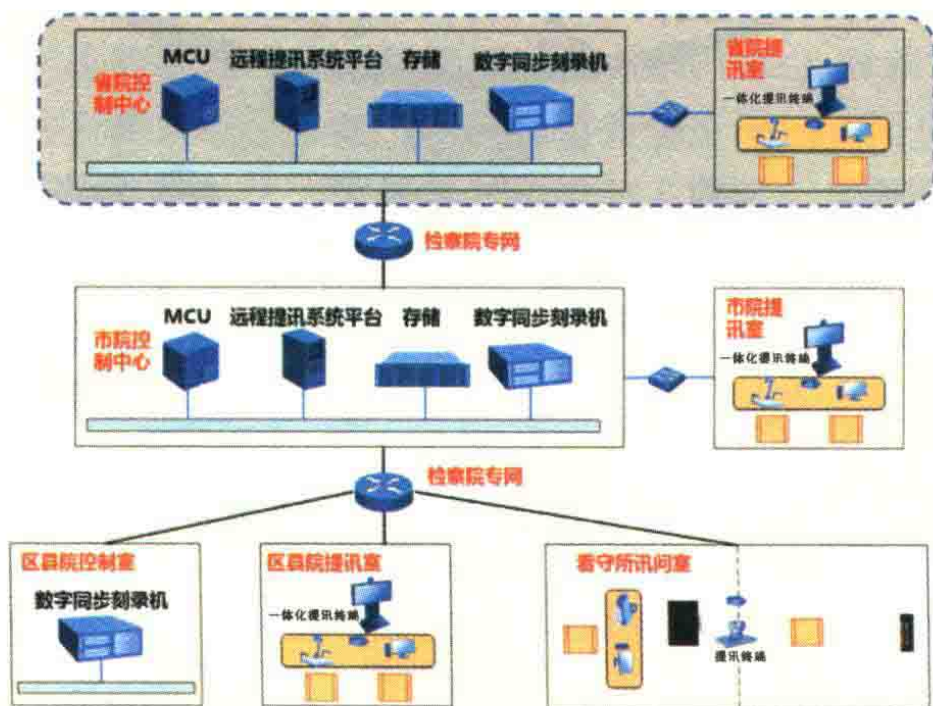 MCU 远程提讯系统平台 存储 数字同步刻录机
省院控
制中心
省院提
讯室
一体化提讯终端
检察院专网
MCU 远程提讯系统平台 存储 数字同步刻录机
市院控
制中心
市院提
讯室
一体化提讯终端
检察院专网
区县院控制室
数字同步刻录机
区县院提讯室
一体化提讯终端
看守所讯问室
提讯终端